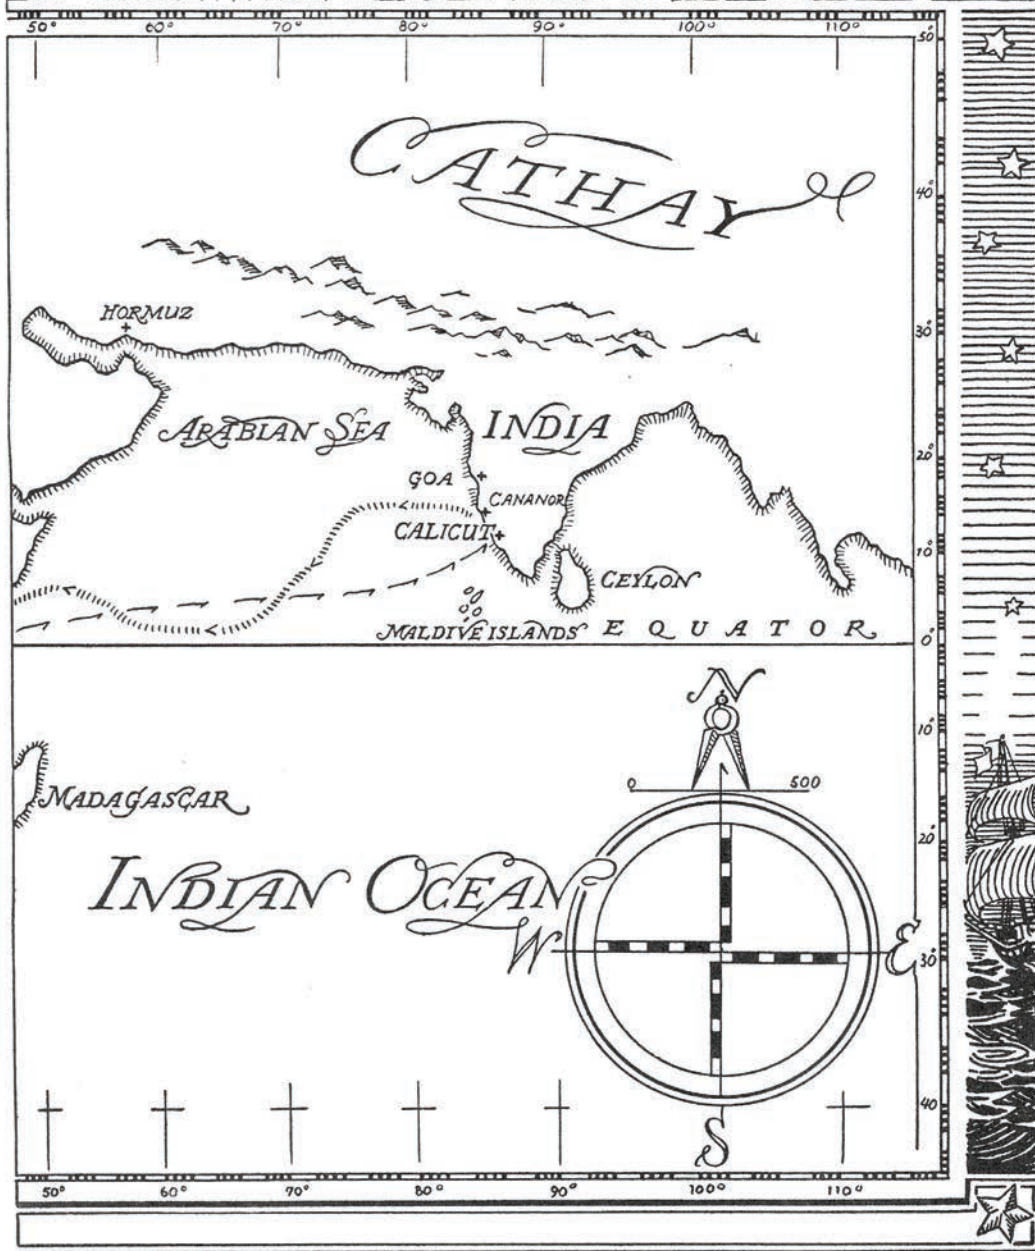 50° 60° 70° 80° 90° 100° 110°
50°
CATHAY
40°
HORMUZ
30°
ARABIAN SEA INDIA
20°
GOA
CANANOR
CALICUT
10°
CEYLON
MALDIVE ISLANDS EQUATOR
0°
N
10°
0 500
MADAGASCAR
20°
INDIAN OCEAN
W E
30°
40°
S
50° 60° 70° 80° 90° 100° 110°